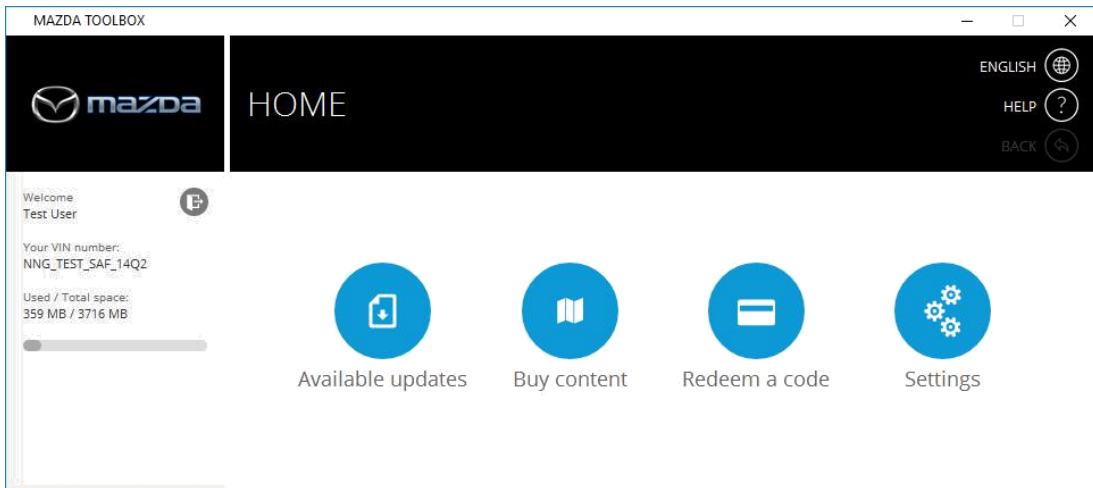 MAZDA TOOLBOX
mazda
HOME
ENGLISH
HELP
?
BACK
Welcome
Test User
Your VIN number:
NNG_TEST_SAF_14Q2
Used / Total space:
359 MB / 3716 MB
Available updates
Buy content
Redeem a code
Settings